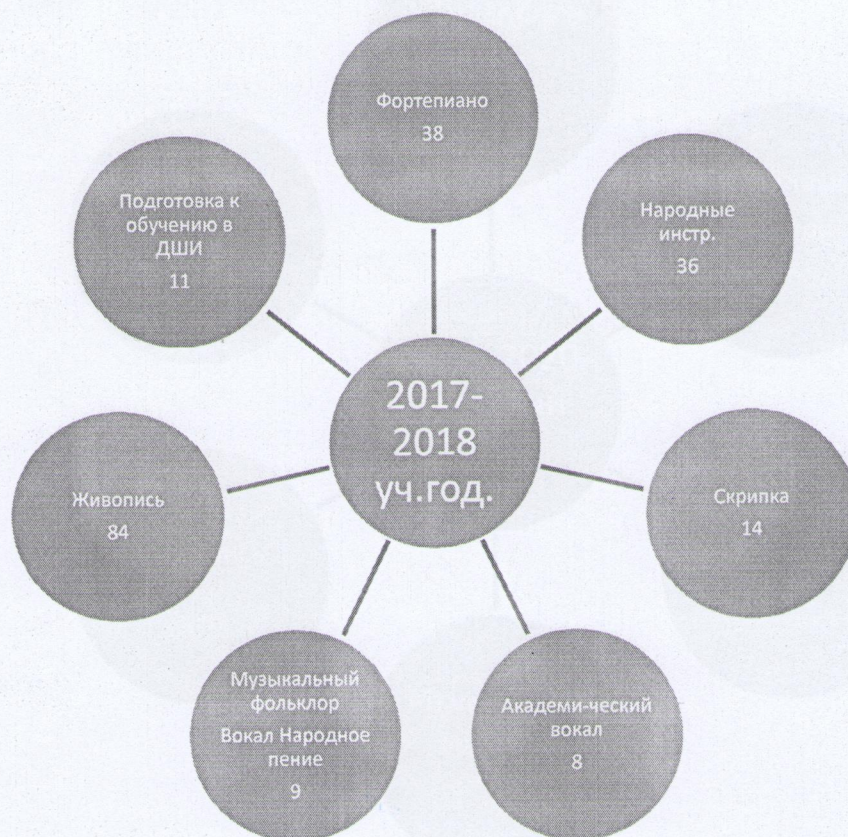 Фортепиано
38
Народные
инстр.
36
Скрипка
14
Академи-ческий
вокал
8
Музыкальный
фольклор
Вокал Народное
пение
9
Живопись
84
Подготовка к
обучению в
ДШИ
11
2017-
2018
уч.год.